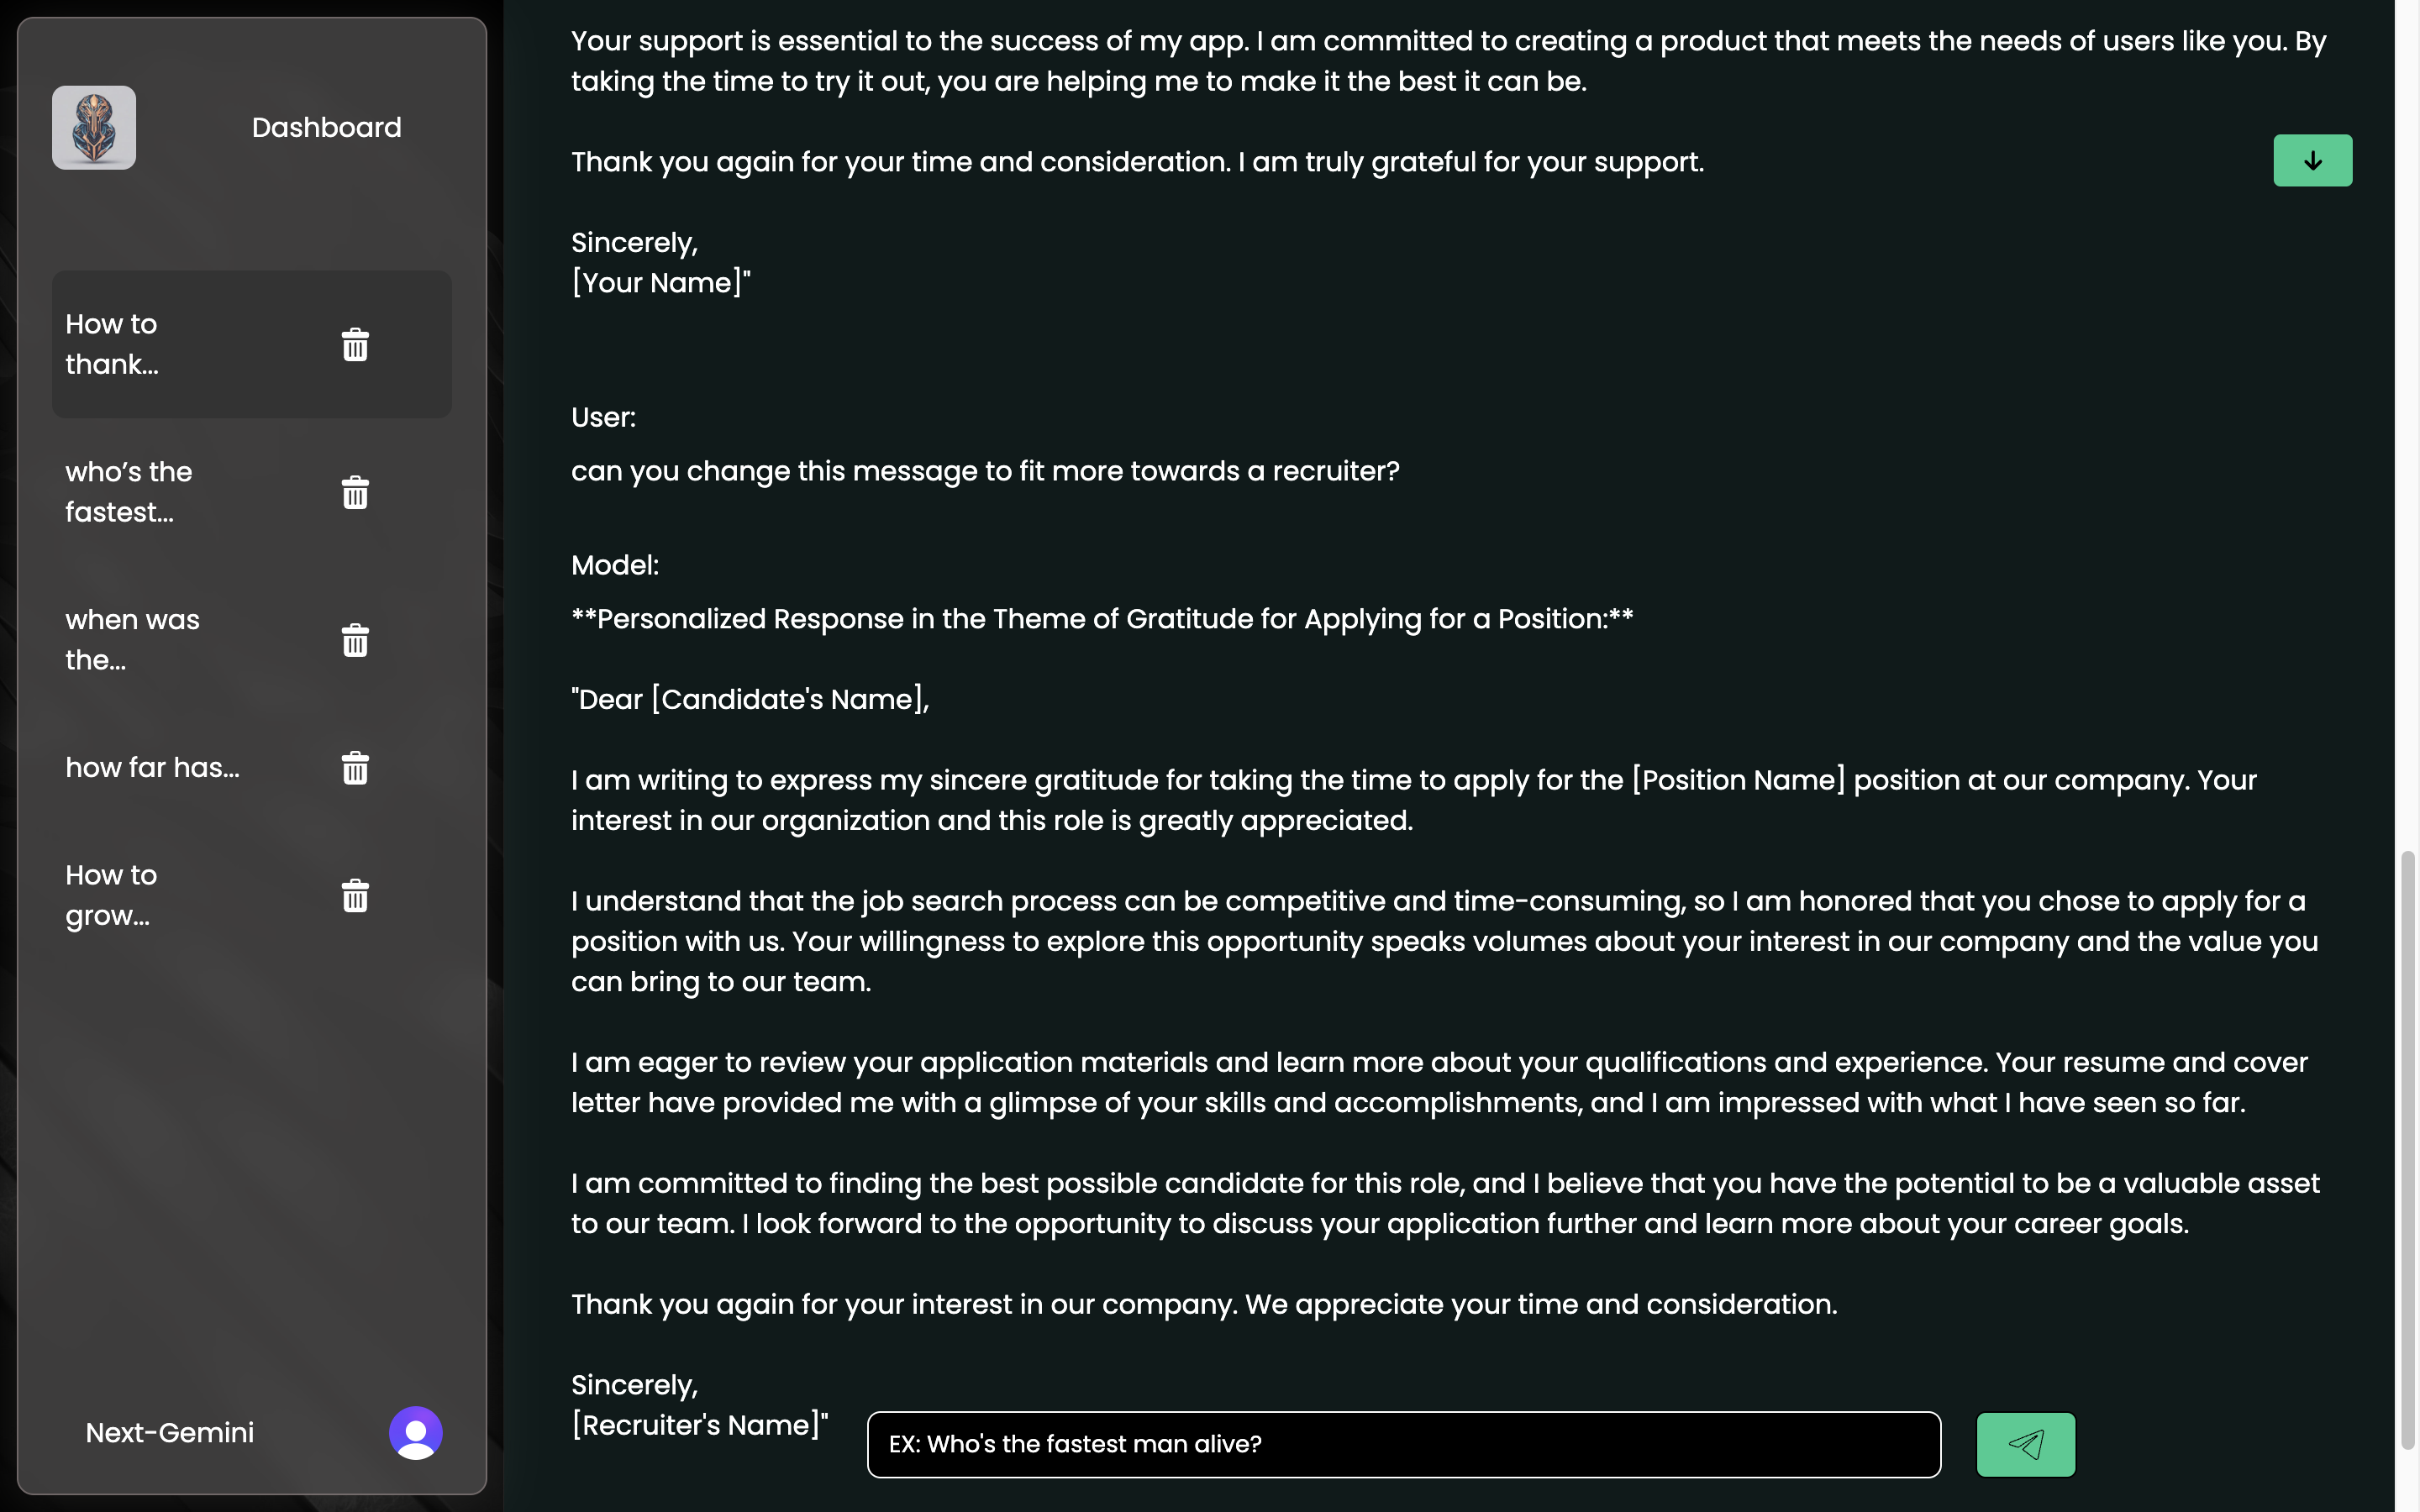 Dashboard
How to
thank...
who's the
fastest...
when was
the...
how far has...
How to
grow...
Next-Gemini
Your support is essential to the success of my app. I am committed to creating a product that meets the needs of users like you. By
taking the time to try it out, you are helping me to make it the best it can be.
Thank you again for your time and consideration. I am truly grateful for your support.
Sincerely,
[Your Name]"
User:
can you change this message to fit more towards a recruiter?
Model:
**Personalized Response in the Theme of Gratitude for Applying for a Position:**
"Dear [Candidate's Name],
I am writing to express my sincere gratitude for taking the time to apply for the [Position Name] position at our company. Your
interest in our organization and this role is greatly appreciated.
I understand that the job search process can be competitive and time-consuming, so I am honored that you chose to apply for a
position with us. Your willingness to explore this opportunity speaks volumes about your interest in our company and the value you
can bring to our team.
I am eager to review your application materials and learn more about your qualifications and experience. Your resume and cover
letter have provided me with a glimpse of your skills and accomplishments, and I am impressed with what I have seen so far.
I am committed to finding the best possible candidate for this role, and I believe that you have the potential to be a valuable asset
to our team. I look forward to the opportunity to discuss your application further and learn more about your career goals.
Thank you again for your interest in our company. We appreciate your time and consideration.
Sincerely,
[Recruiter's Name]"
EX: Who's the fastest man alive?